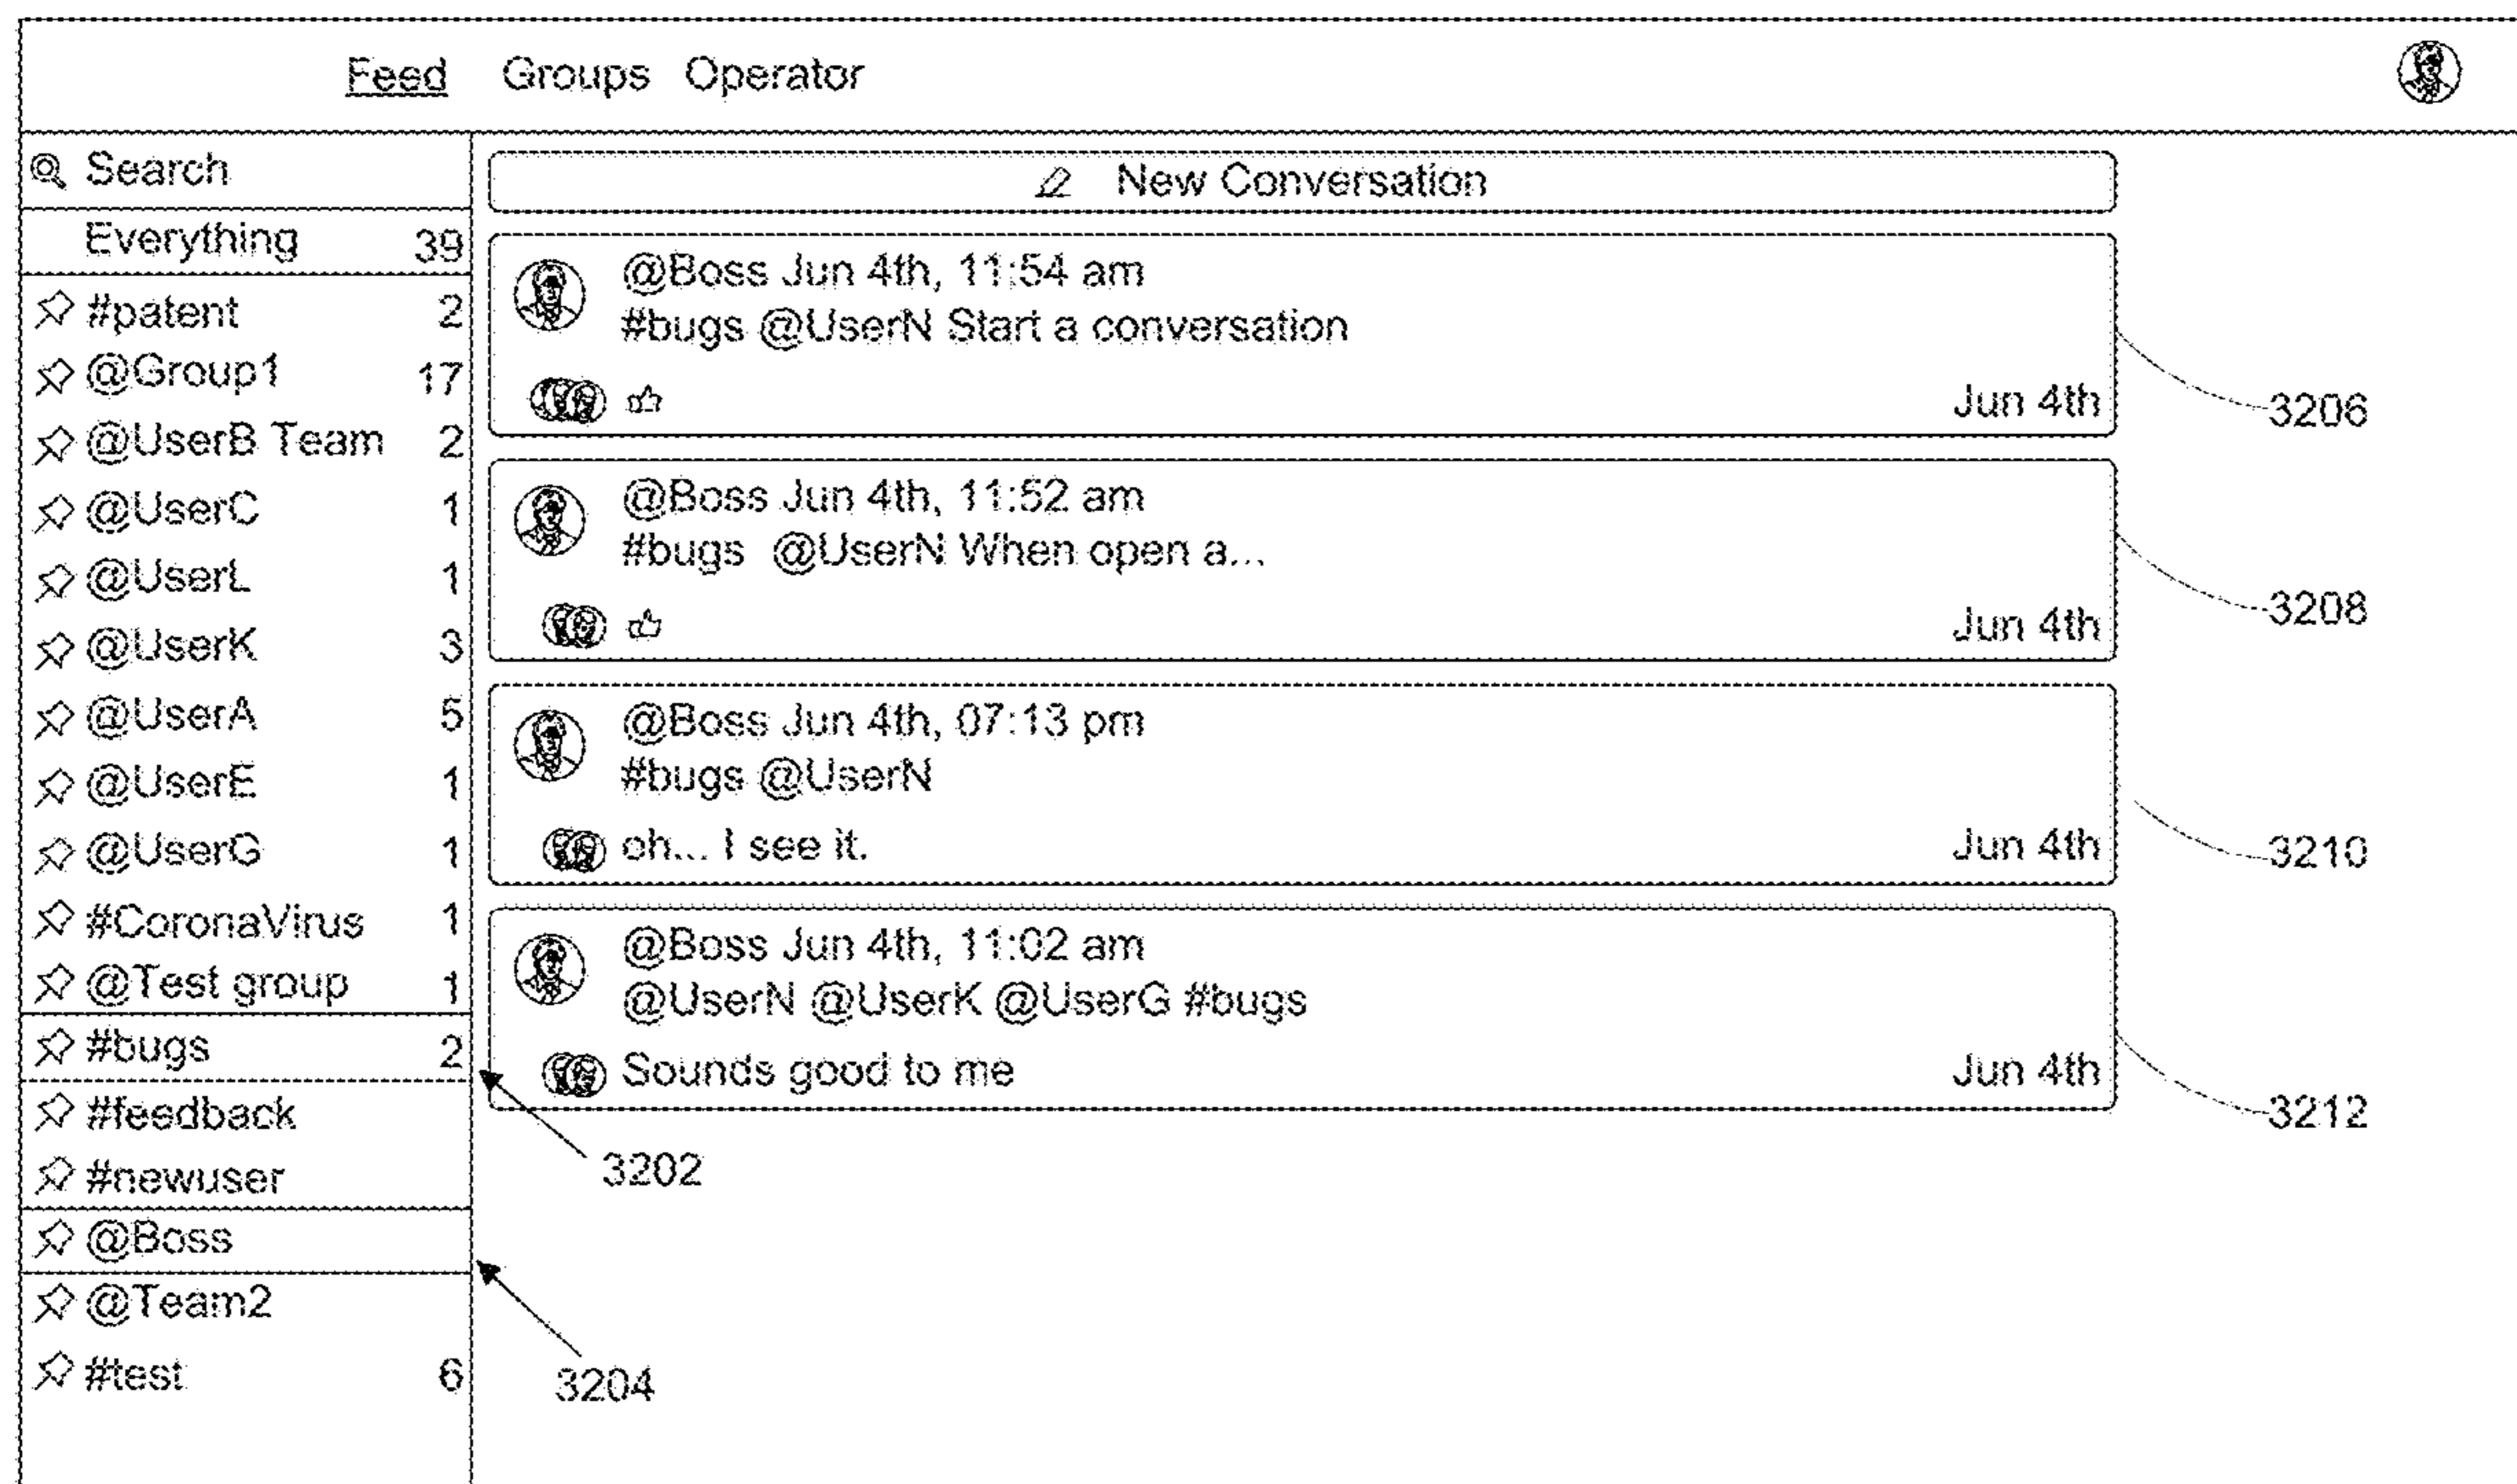 Feed Groups Operator
Search
Everything 39
#patent 2
@Group1 17
@UserB Team 2
@UserC 1
@UserL 1
@UserK 3
@UserA 5
@UserE 1
@UserG 1
#CoronaVirus 1
@Test group 1
#bugs 2
#feedback
#newuser
@Boss
@Team2
#test 6
New Conversation
@Boss Jun 4th, 11:54 am
#bugs @UserN Start a conversation
Jun 4th
3206
@Boss Jun 4th, 11:52 am
#bugs @UserN When open a...
Jun 4th
3208
@Boss Jun 4th, 07:13 pm
#bugs @UserN
oh... I see it.
Jun 4th
3210
@Boss Jun 4th, 11:02 am
@UserN @UserK @UserG #bugs
Sounds good to me
Jun 4th
3212
3202
3204